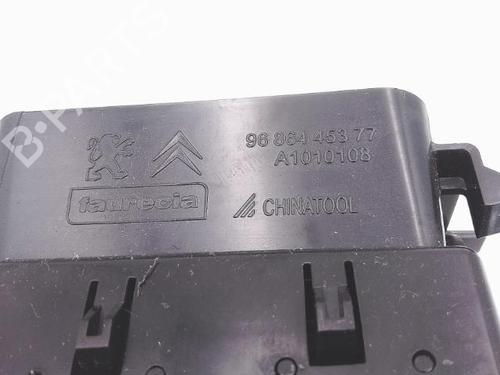 96 864 453 77
A1010108
faurecia
CHINATOOL
B-PARTS